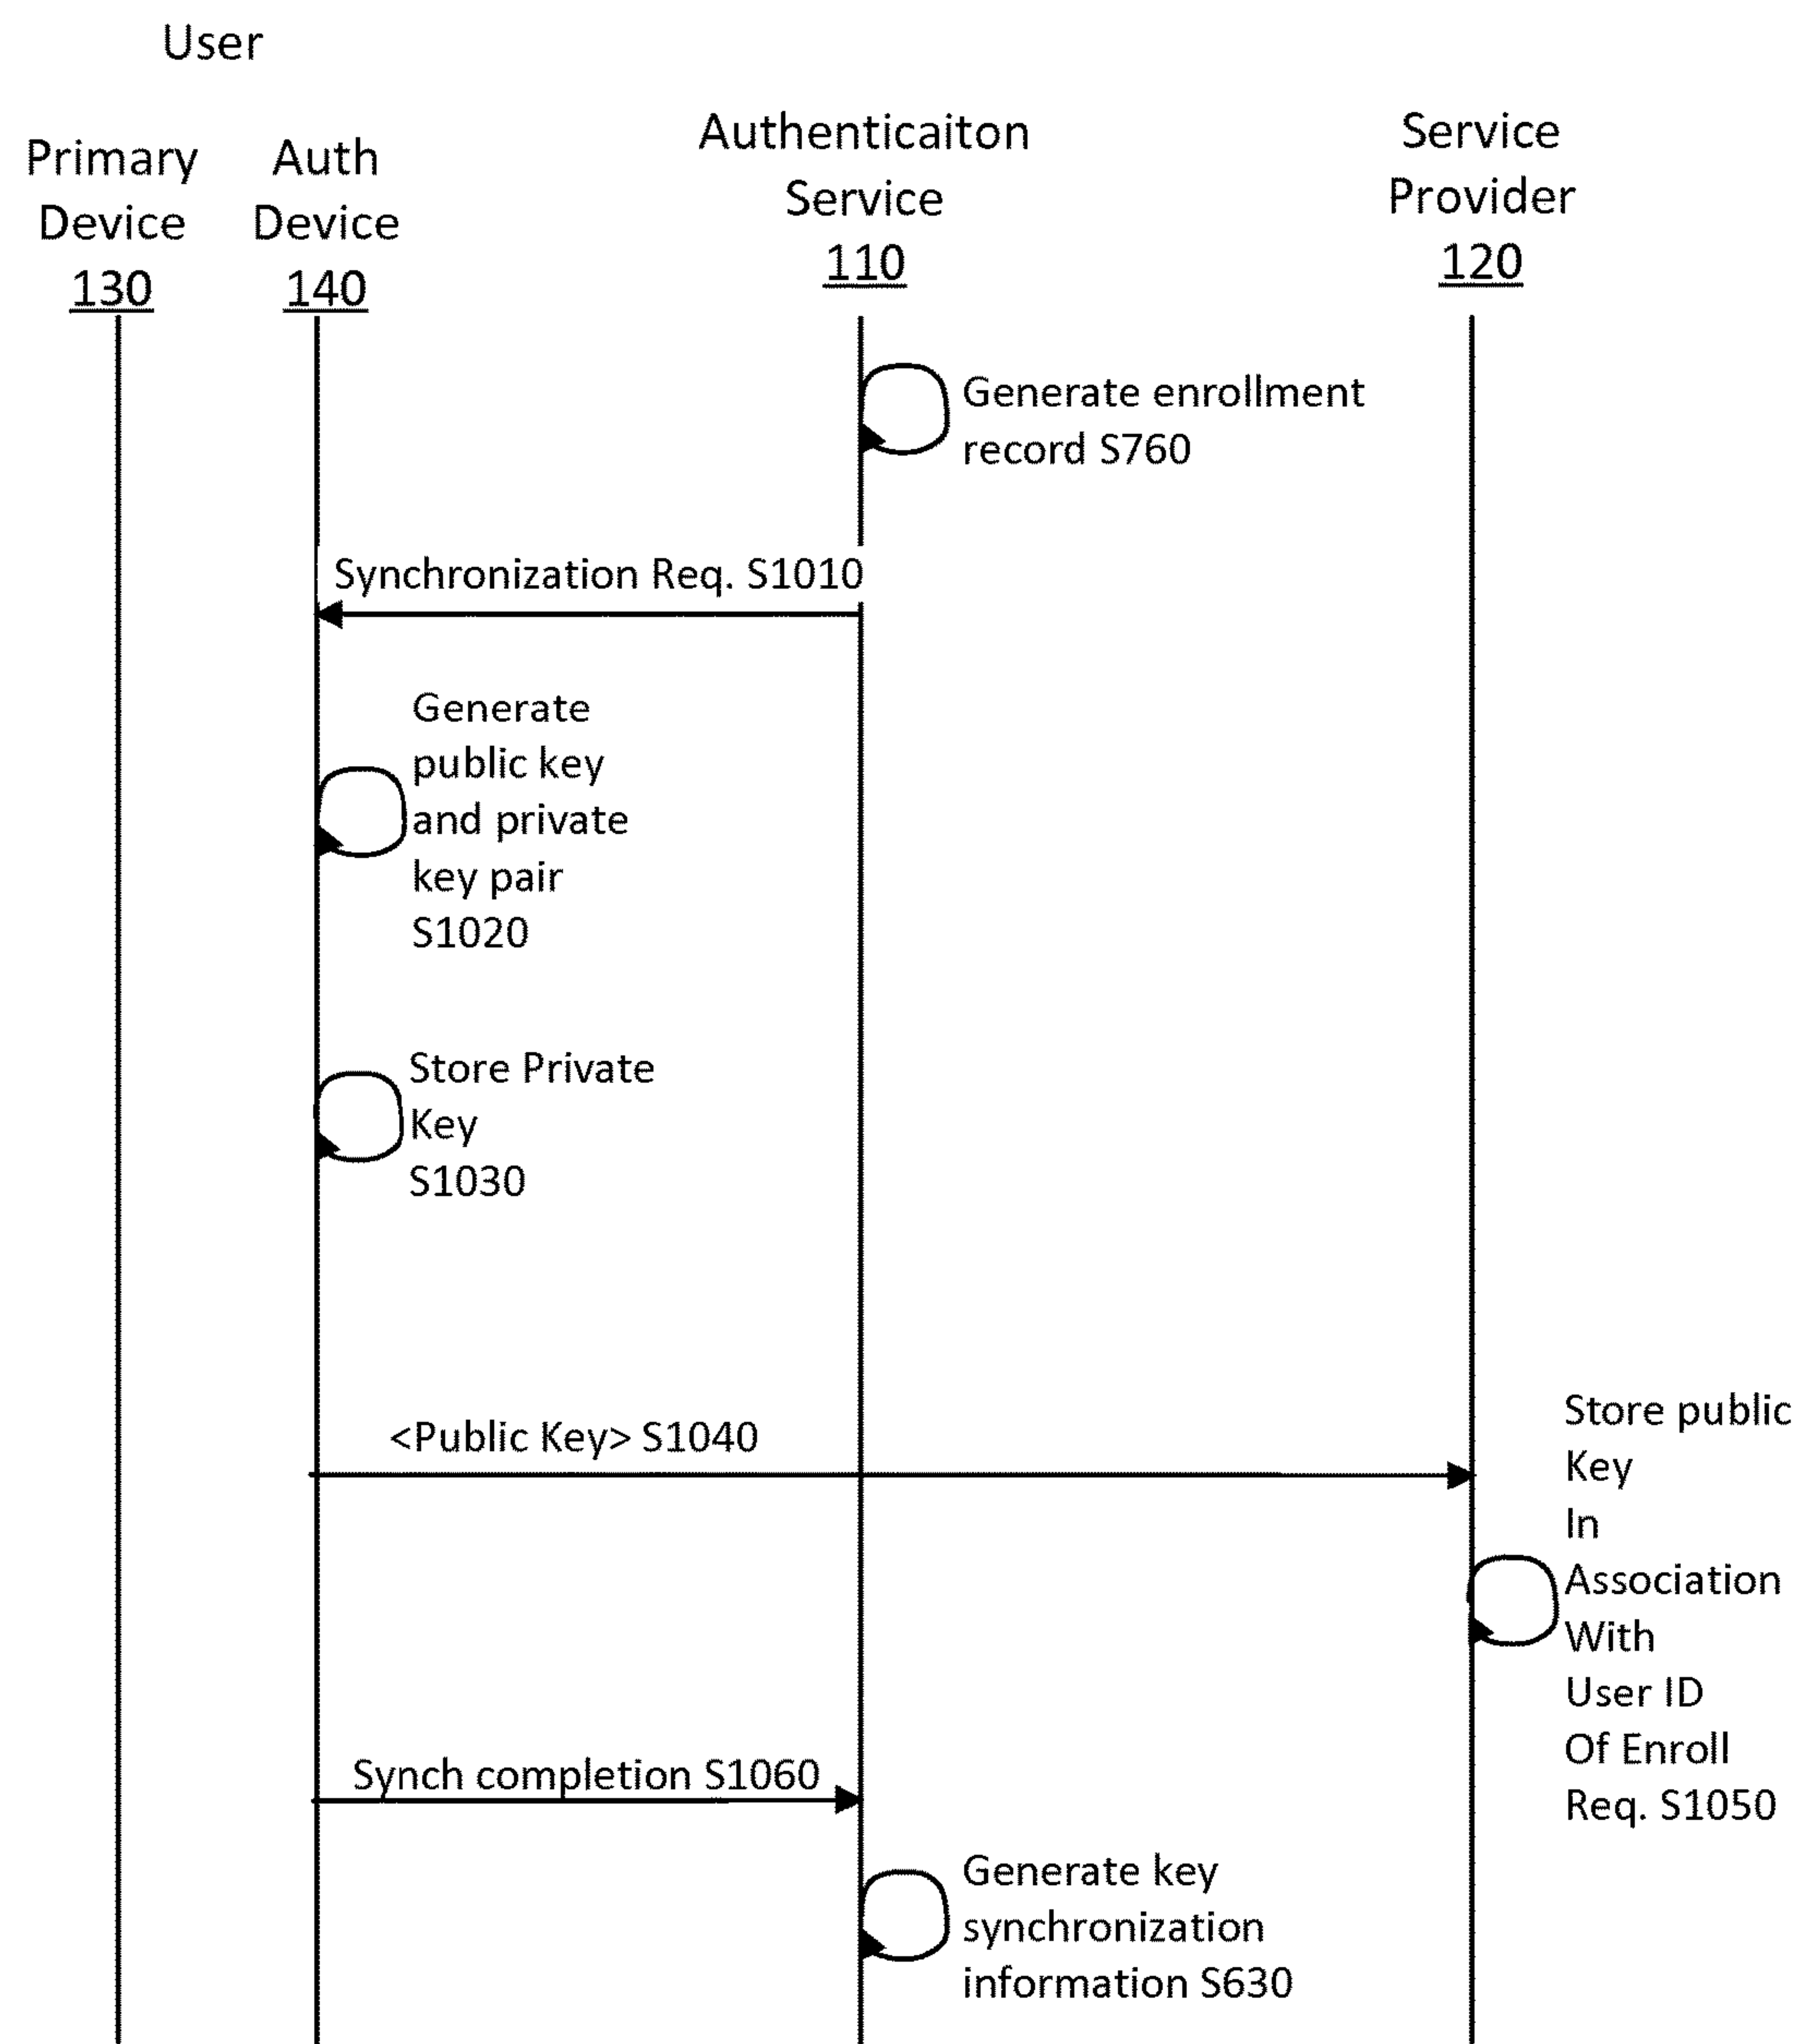 User
Primary
Device
130
Auth
Device
140
Authenticaiton
Service
110
Service
Provider
120
Generate enrollment
record S760
Synchronization Req. S1010
Generate
public key
and private
key pair
S1020
Store Private
Key
S1030
<Public Key> S1040
Store public
Key
In
Association
With
User ID
Of Enroll
Req. S1050
Synch completion S1060
Generate key
synchronization
information S630